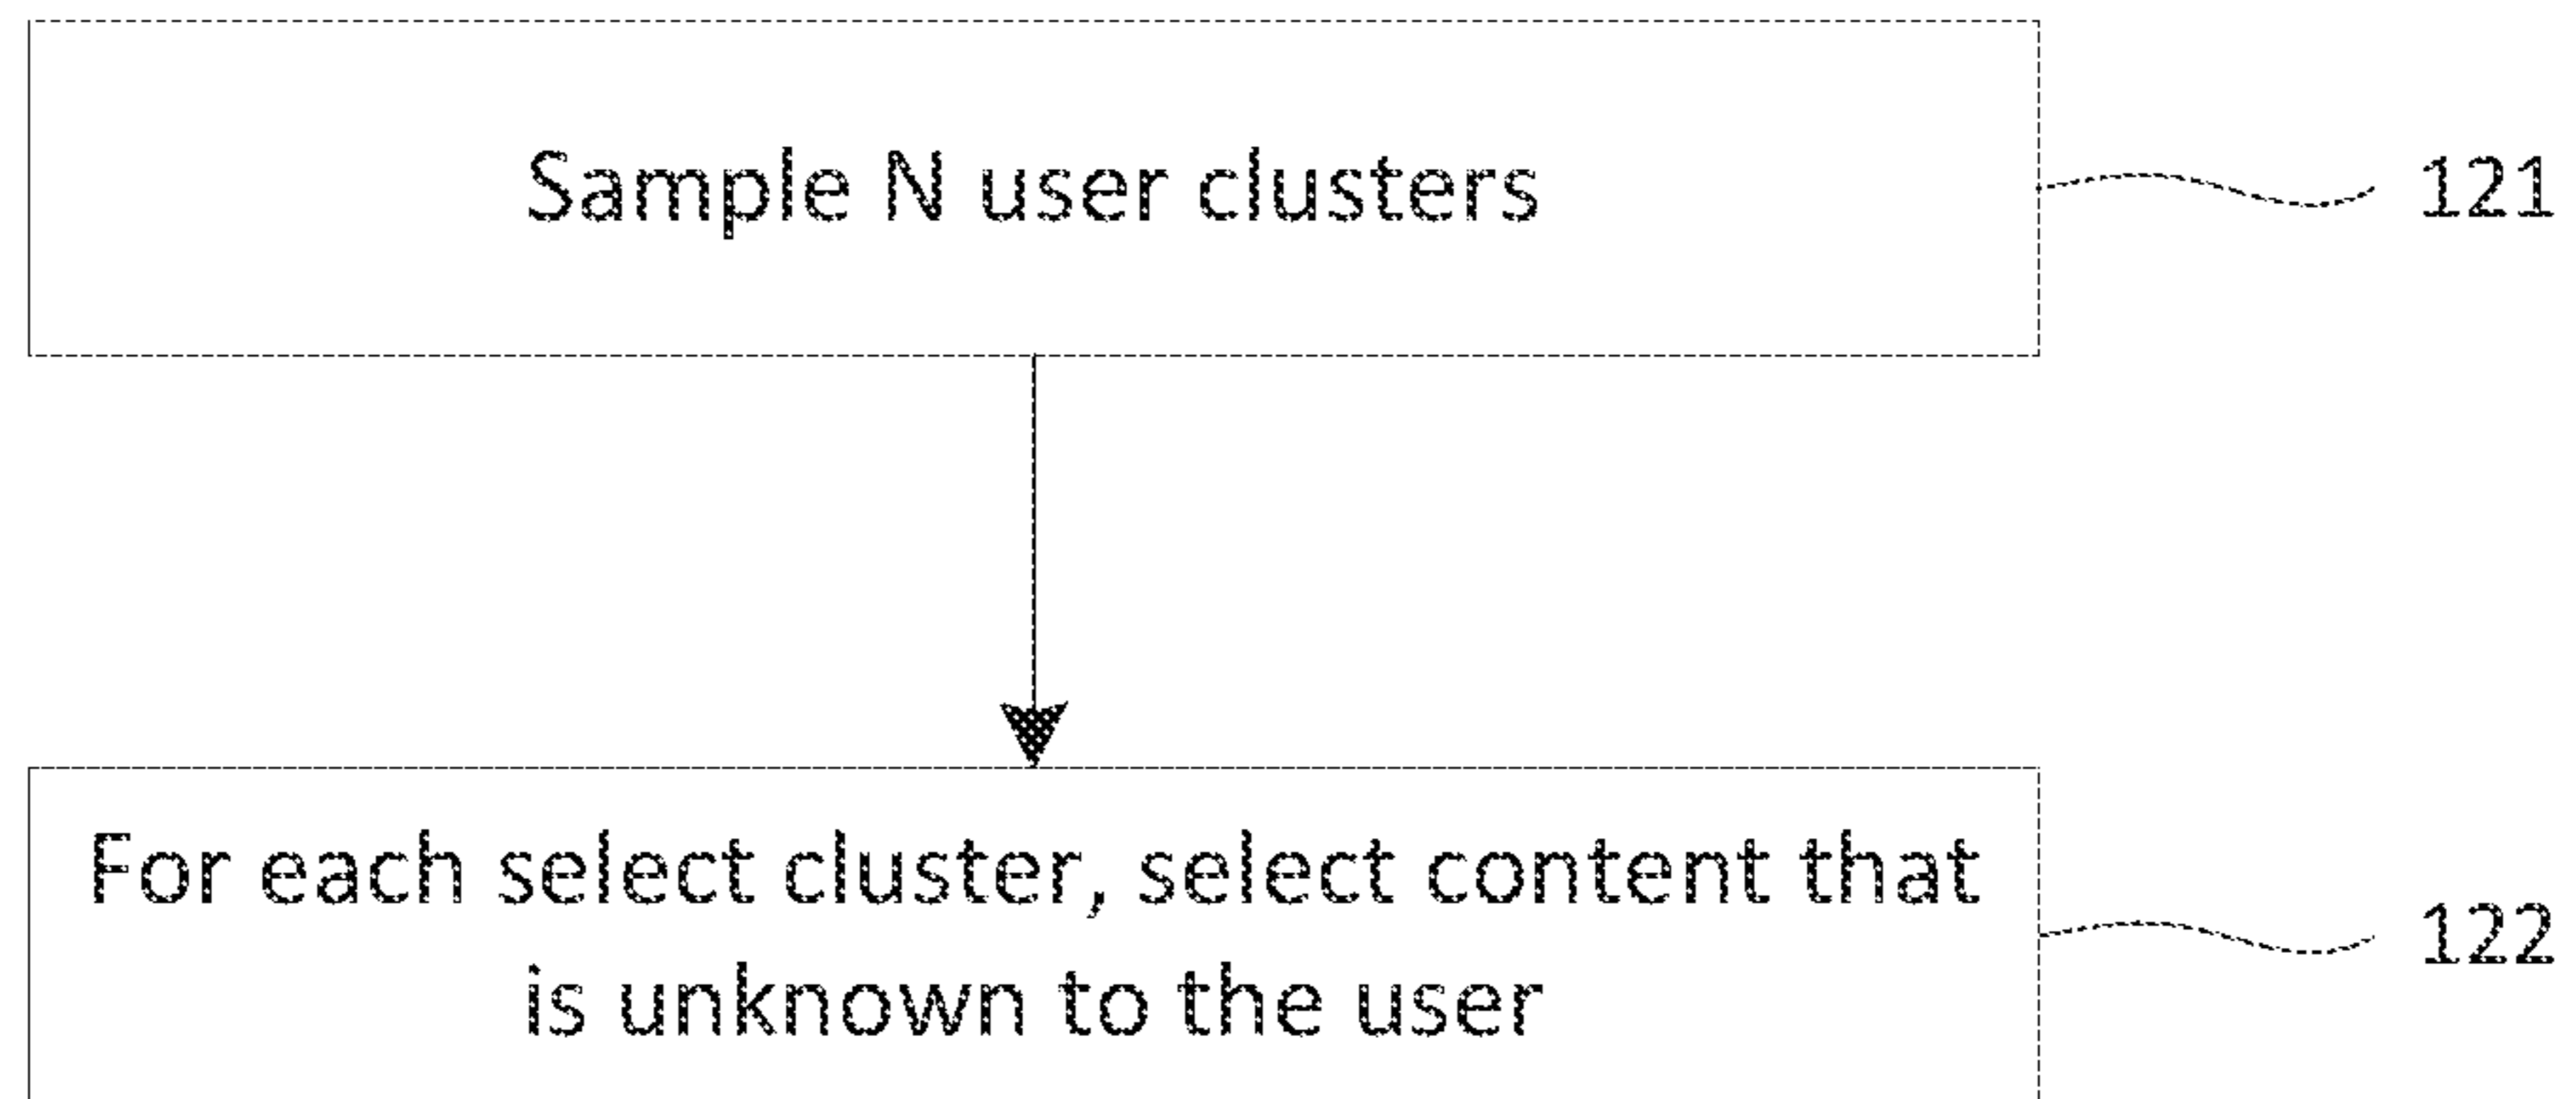 Sample N user clusters
121
For each select cluster, select content that
is unknown to the user
122